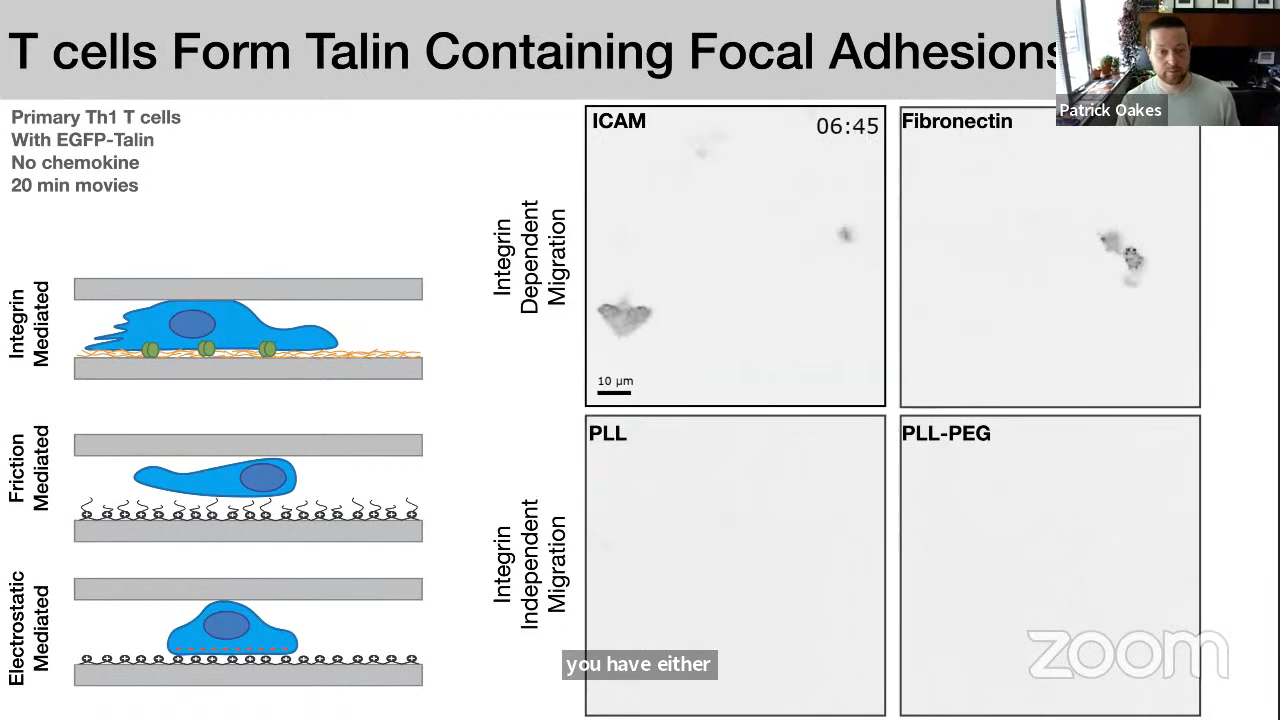 T cells Form Talin Containing Focal Adhesions
Patrick Oakes
Primary Th1 T cells
With EGFP-Talin
No chemokine
20 min movies
Integrin
Mediated
Friction
Mediated
Electrostatic
Mediated
Integrin
Dependent
Migration
ICAM
06:45
10 µm
Fibronectin
Integrin
Independent
Migration
PLL
PLL-PEG
you have either
zoom